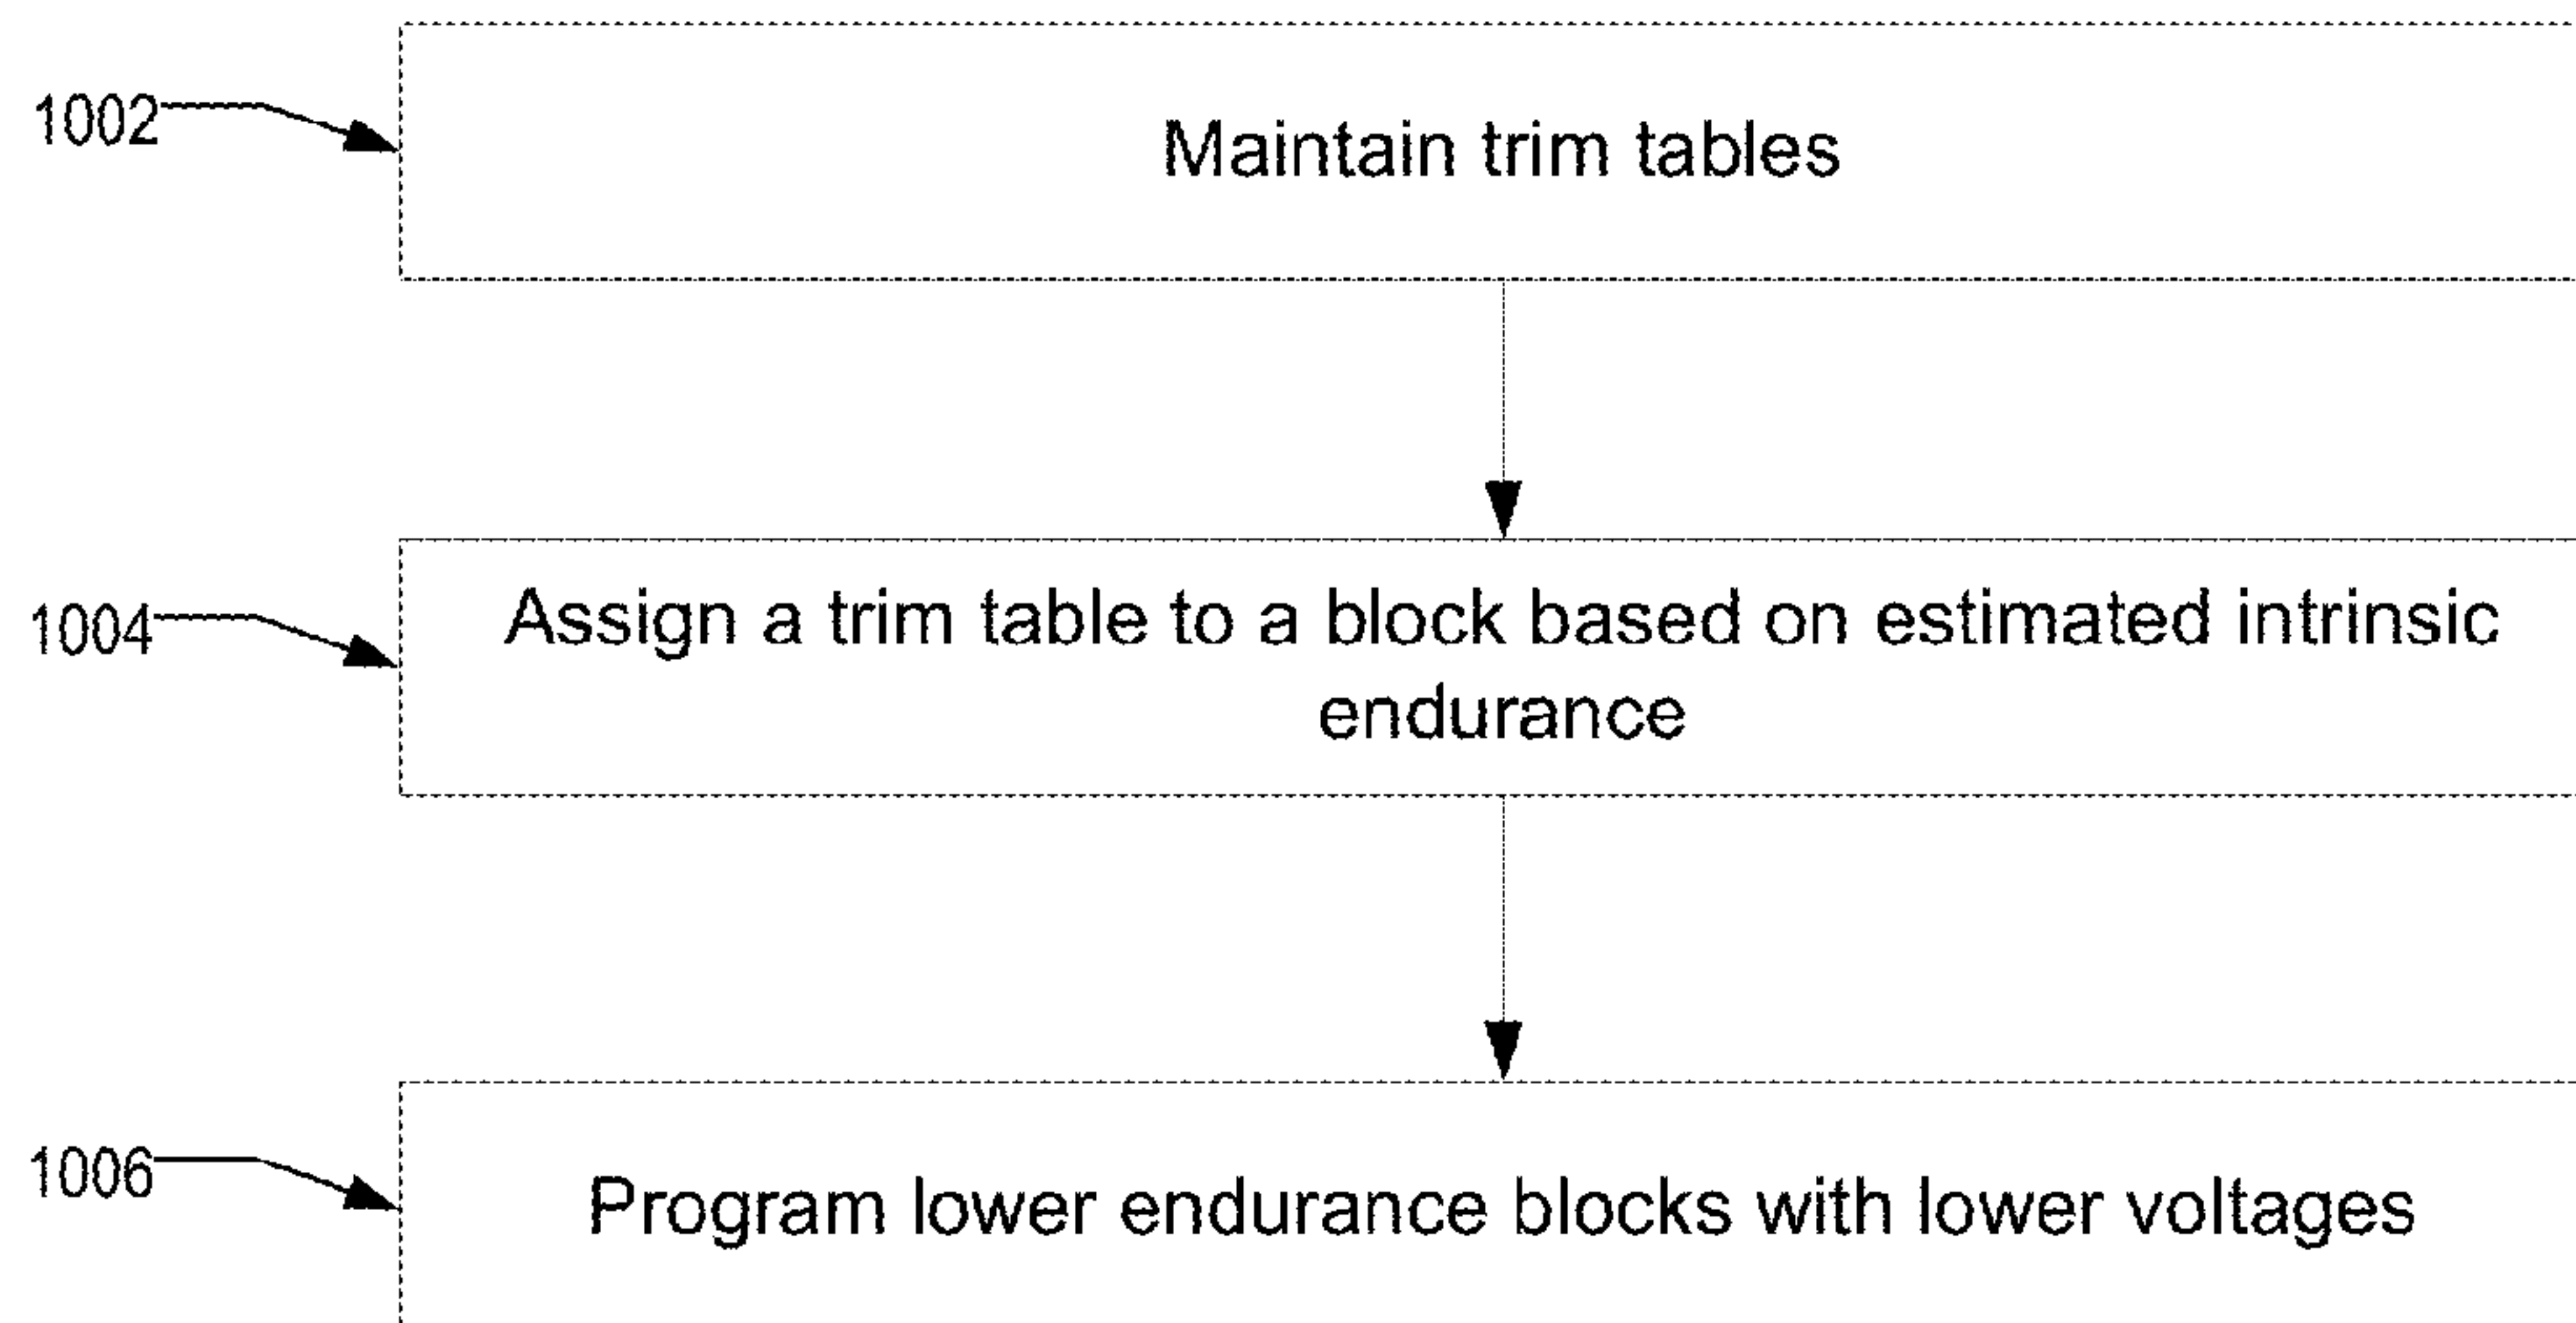 1002
Maintain trim tables
1004
Assign a trim table to a block based on estimated intrinsic
endurance
1006
Program lower endurance blocks with lower voltages